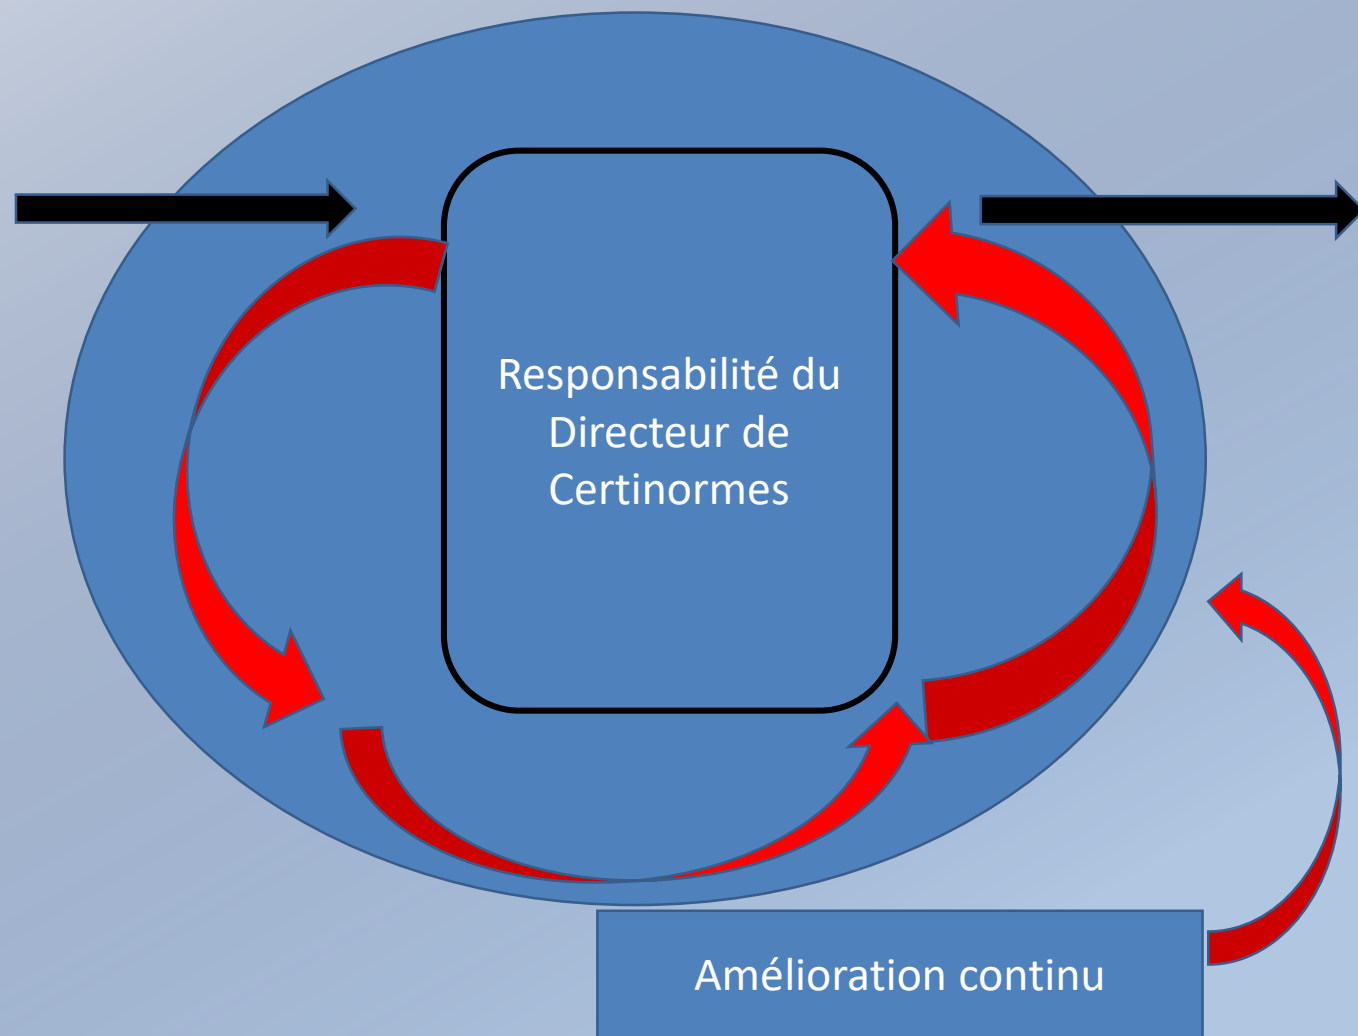 Responsabilité du
Directeur de
Certinormes
Amélioration continu